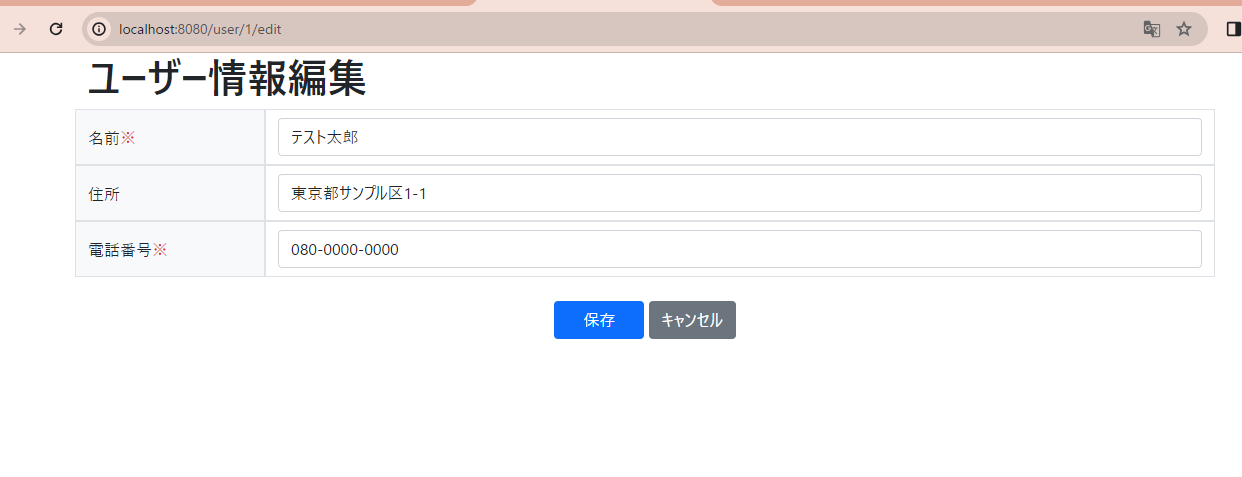 localhost:8080/user/1/edit
ユーザー情報編集
名前※ テスト太郎
住所 東京都サンプル区1-1
電話番号※ 080-0000-0000
保存 キャンセル